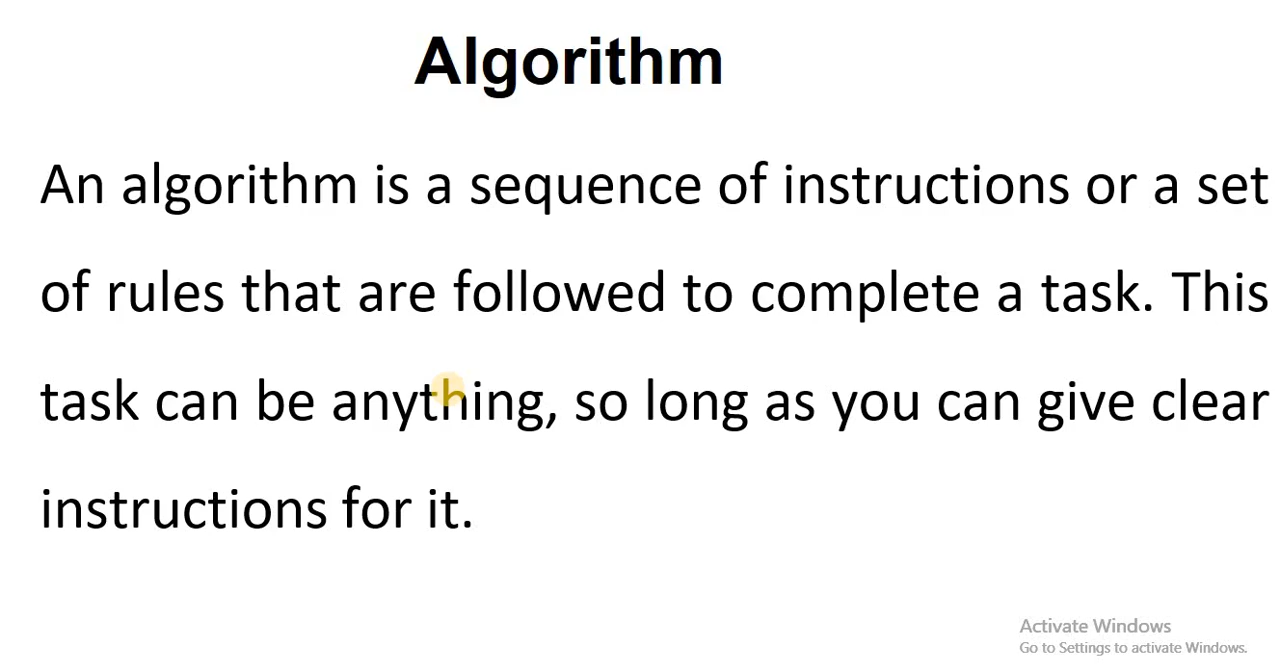 Algorithm
An algorithm is a sequence of instructions or a set
of rules that are followed to complete a task. This
task can be anything, so long as you can give clear
instructions for it.
Activate Windows
Go to Settings to activate Windows.